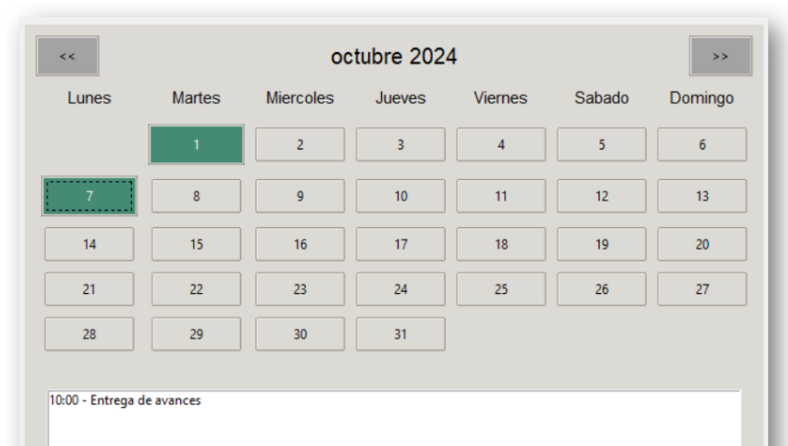 << octubre 2024 >>
Lunes Martes Miercoles Jueves Viernes Sabado Domingo
1 2 3 4 5 6
7 8 9 10 11 12 13
14 15 16 17 18 19 20
21 22 23 24 25 26 27
28 29 30 31
10:00 - Entrega de avances